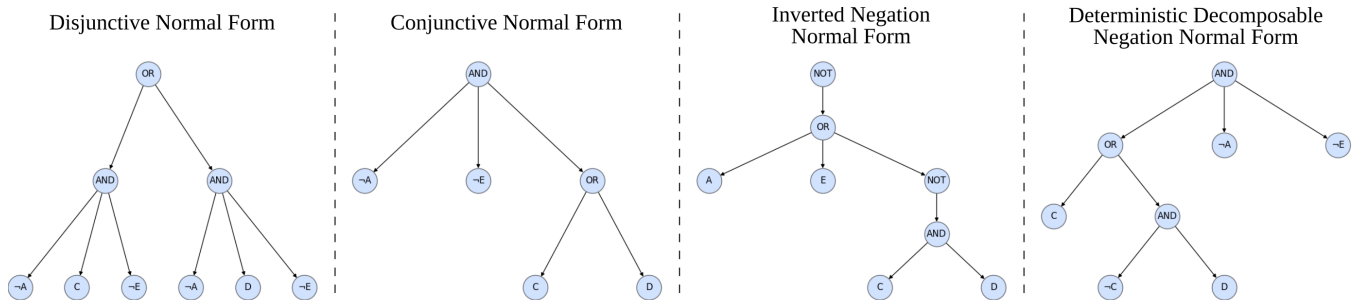 Disjunctive Normal Form
OR
AND
AND
¬A
C
¬E
¬A
D
¬E
Conjunctive Normal Form
AND
¬A
¬E
OR
C
D
Inverted Negation
Normal Form
NOT
OR
A
E
NOT
AND
C
D
Deterministic Decomposable
Negation Normal Form
AND
OR
¬A
¬E
C
AND
¬C
D